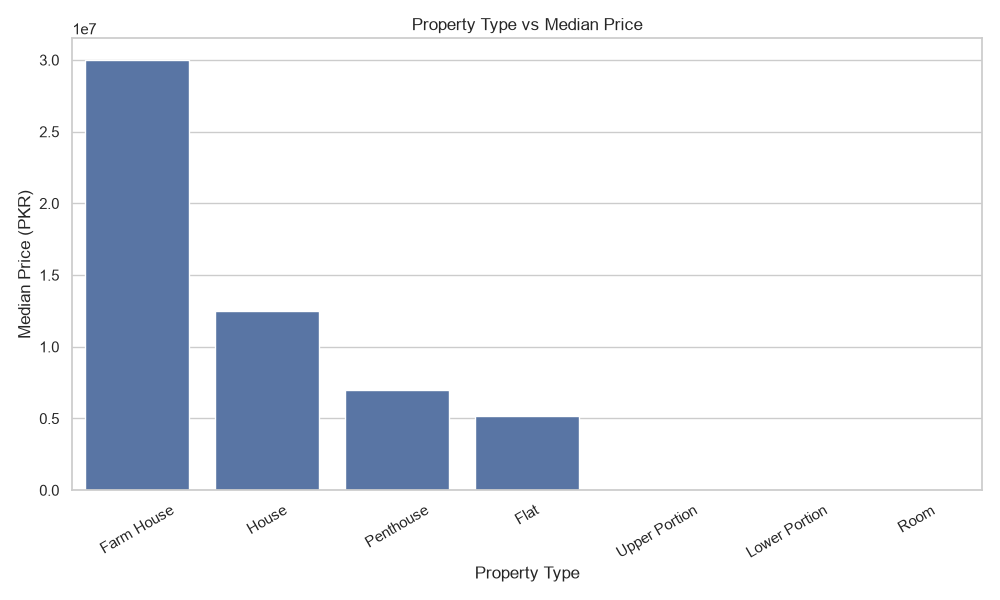 Property Type vs Median Price
1e7
3.0
2.5
2.0
1.5
1.0
0.5
0.0
Median Price (PKR)
Farm House
House
Penthouse
Flat
Upper Portion
Lower Portion
Room
Property Type